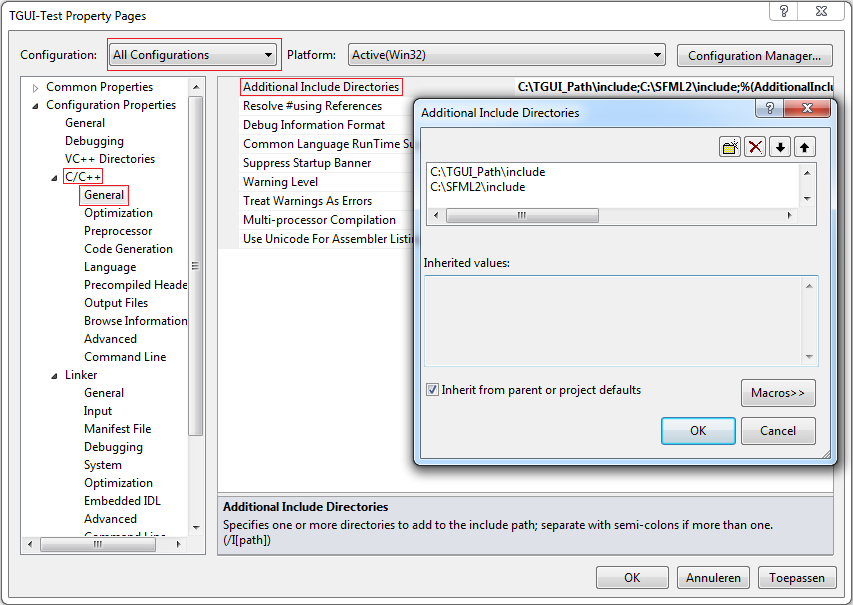 TGUI-Test Property Pages
Configuration: All Configurations Platform: Active(Win32) Configuration Manager...
Common Properties
Configuration Properties
General
Debugging
VC++ Directories
C/C++
General
Optimization
Preprocessor
Code Generation
Language
Precompiled Heade
Output Files
Browse Information
Advanced
Command Line
Linker
General
Input
Manifest File
Debugging
System
Optimization
Embedded IDL
Advanced
Command Line
Additional Include Directories C:\TGUI_Path\include;C:\SFML2\include;%(AdditionalInclu
Resolve #using References
Debug Information Format
Common Language RunTime Su
Suppress Startup Banner
Warning Level
Treat Warnings As Errors
Multi-processor Compilation
Use Unicode For Assembler Listin
Additional Include Directories
C:\TGUI_Path\include
C:\SFML2\include
Inherited values:
Inherit from parent or project defaults
Macros>>
OK Cancel
Additional Include Directories
Specifies one or more directories to add to the include path; separate with semi-colons if more than one.
(/I[path])
OK Annuleren Toepassen